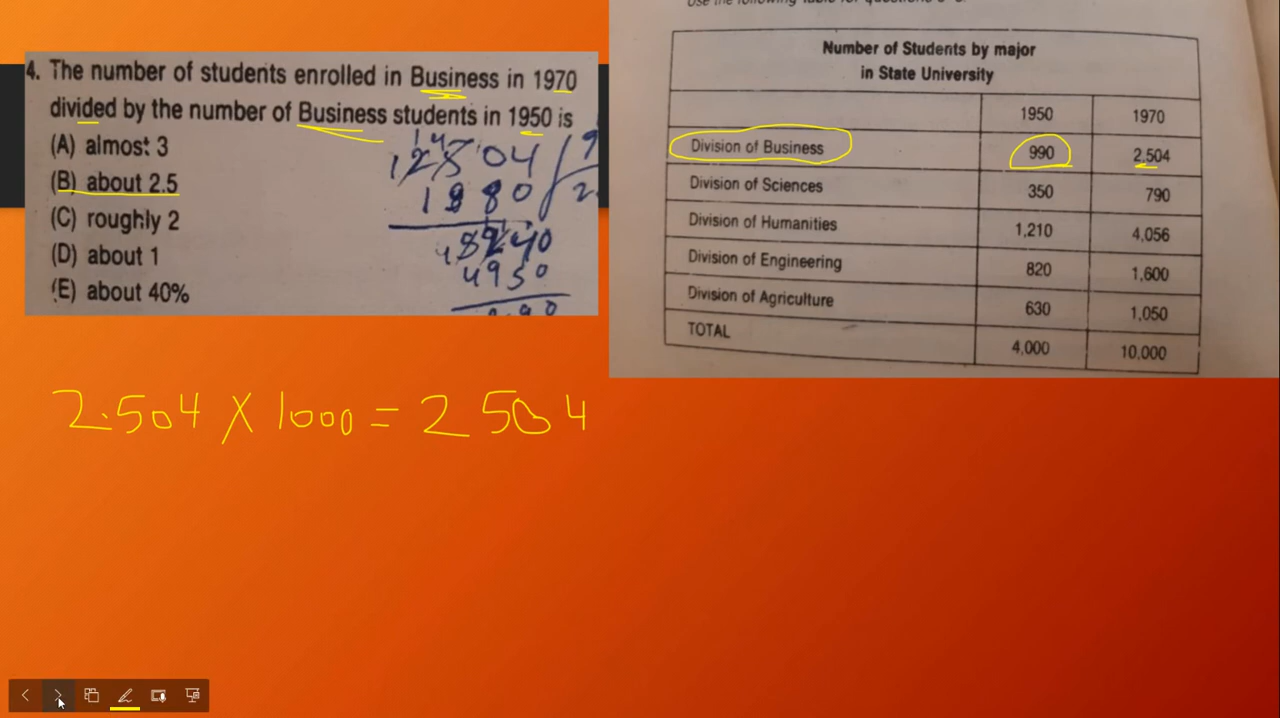 4. The number of students enrolled in Business in 1970
divided by the number of Business students in 1950 is
(A) almost 3
(B) about 2.5
(C) roughly 2
(D) about 1
(E) about 40%
Number of Students by major
in State University
1950 1970
Division of Business 990 2,504
Division of Sciences 350 790
Division of Humanities 1,210 4,056
Division of Engineering 820 1,600
Division of Agriculture 630 1,050
TOTAL 4,000 10,000
2.504 X 1000 = 2504